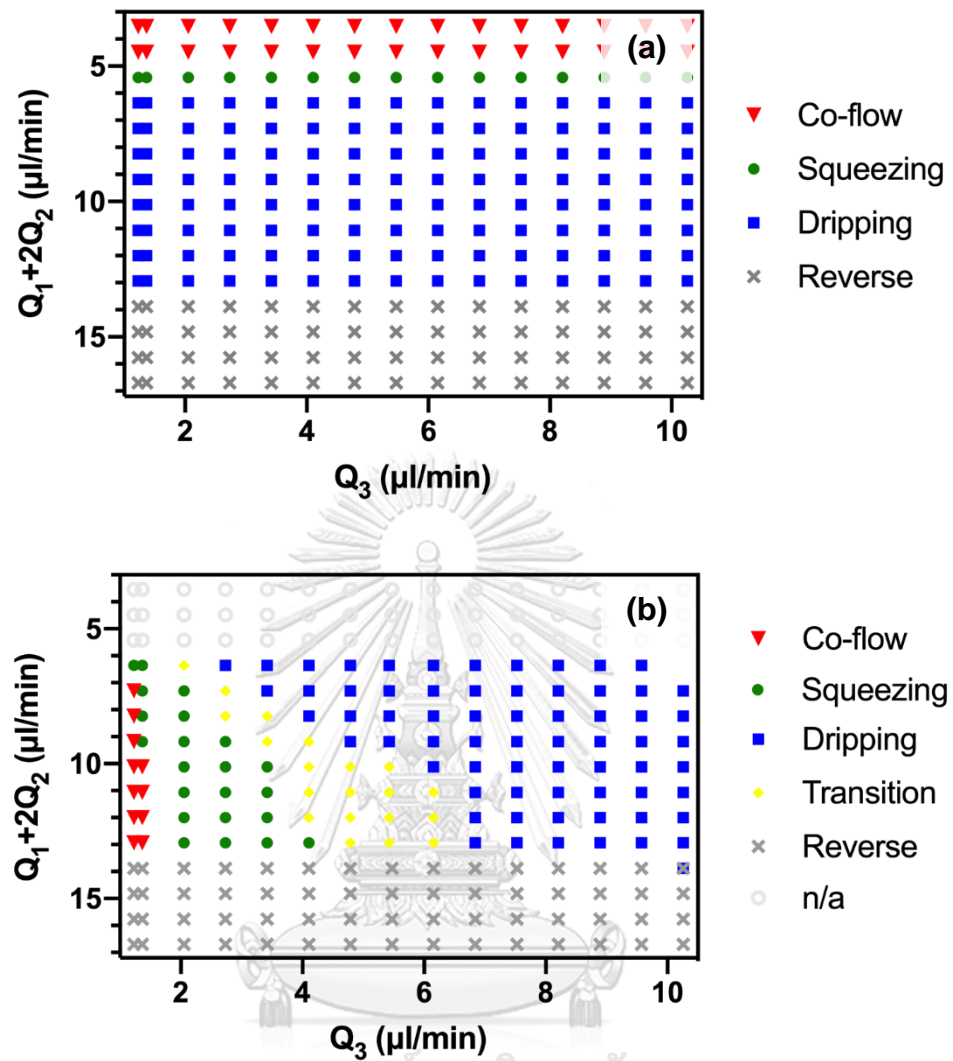 (a)
5
10
15
Q₁+2Q₂ (μl/min)
2 4 6 8 10
Q₃ (μl/min)
Co-flow
Squeezing
Dripping
Reverse
(b)
5
10
15
Q₁+2Q₂ (μl/min)
2 4 6 8 10
Q₃ (μl/min)
Co-flow
Squeezing
Dripping
Transition
Reverse
n/a